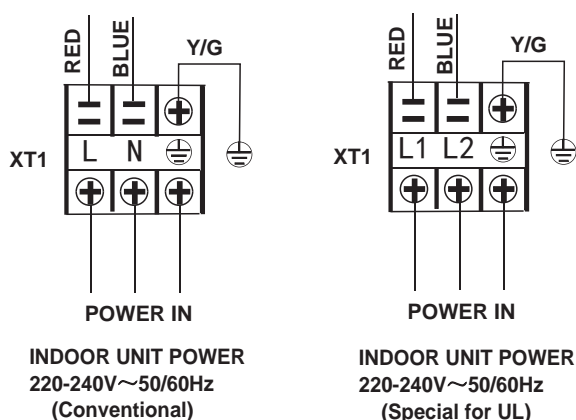 RED
BLUE
Y/G
XT1
L N
POWER IN
INDOOR UNIT POWER
220-240V～50/60Hz
(Conventional)
RED
BLUE
Y/G
XT1
L1 L2
POWER IN
INDOOR UNIT POWER
220-240V～50/60Hz
(Special for UL)